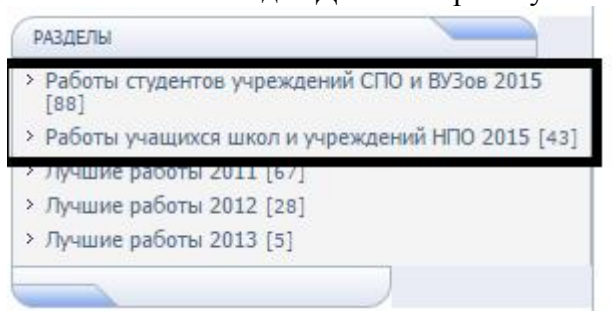 РАЗДЕЛЫ
> Работы студентов учреждений СПО и ВУЗов 2015
[88]
> Работы учащихся школ и учреждений НПО 2015 [43]
> Лучшие работы 2011 [67]
> Лучшие работы 2012 [28]
> Лучшие работы 2013 [5]